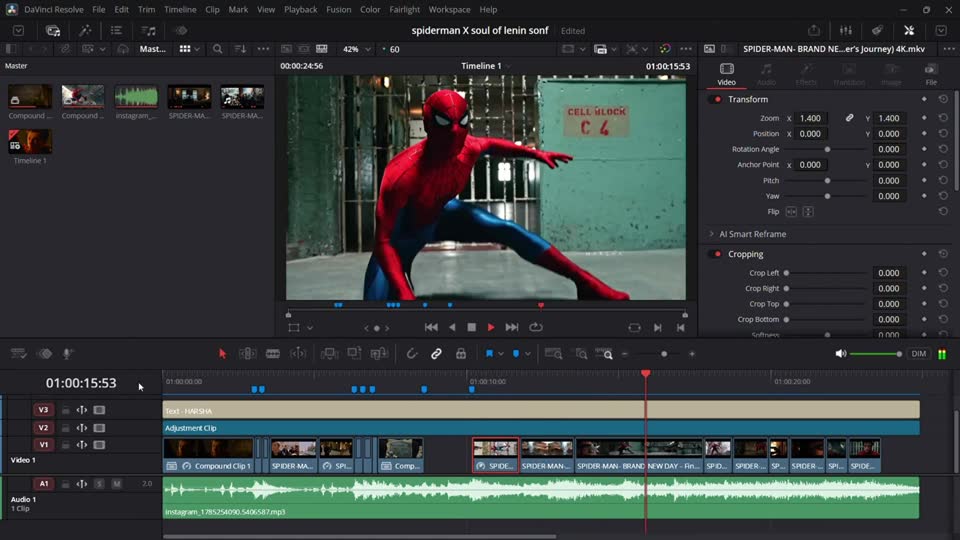 DaVinci Resolve File Edit Trim Timeline Clip Mark View Playback Fusion Color Fairlight Workspace Help
spiderman X soul of lenin sonf Edited
Mast...
42% 60
SPIDER-MAN- BRAND NE...er's Journey) 4K.mkv
Master
00:00:24:56 Timeline 1 01:00:15:53
Video Audio Effects Transition Image File
Compound ... Compound ... instagram_... SPIDER-MA... SPIDER-MA...
Timeline 1
CELL BLOCK
C 4
Transform
Zoom X 1.400 Y 1.400
Position X 0.000 Y 0.000
Rotation Angle 0.000
Anchor Point X 0.000 Y 0.000
Pitch 0.000
Yaw 0.000
Flip
AI Smart Reframe
Cropping
Crop Left 0.000
Crop Right 0.000
Crop Top 0.000
Crop Bottom 0.000
Softness
DIM
01:00:15:53
01:00:00:00 01:00:10:00 01:00:20:00
V3 Text - HARSHA
V2 Adjustment Clip
V1
Video 1
Compound Clip 1 SPIDER-MA... SPI... Comp... SPIDE... SPIDER-MAN-... SPIDER-MAN- BRAND NEW DAY - Fin... SPID... SPIDER-... SP... SPIDER-... SPI... SPIDE...
A1 S M 2.0
Audio 1
1 Clip
instagram_1785254090.5406587.mp3